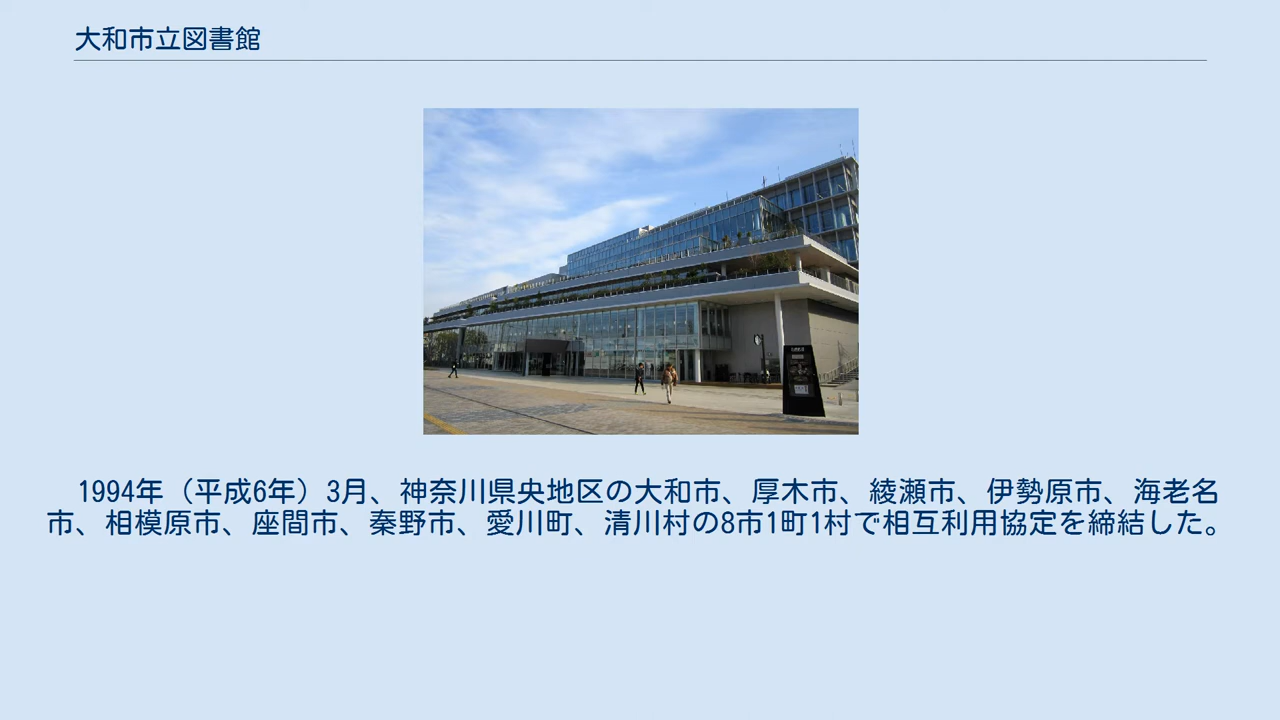 大和市立図書館
1994年（平成6年）3月、神奈川県央地区の大和市、厚木市、綾瀬市、伊勢原市、海老名
市、相模原市、座間市、秦野市、愛川町、清川村の8市1町1村で相互利用協定を締結した。